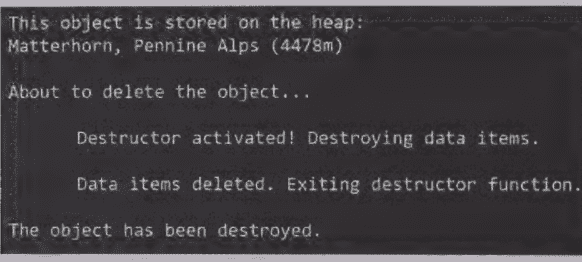 This object is stored on the heap:
Matterhorn, Pennine Alps (4478m)
About to delete the object...
Destructor activated! Destroying data items.
Data items deleted. Exiting destructor function.
The object has been destroyed.